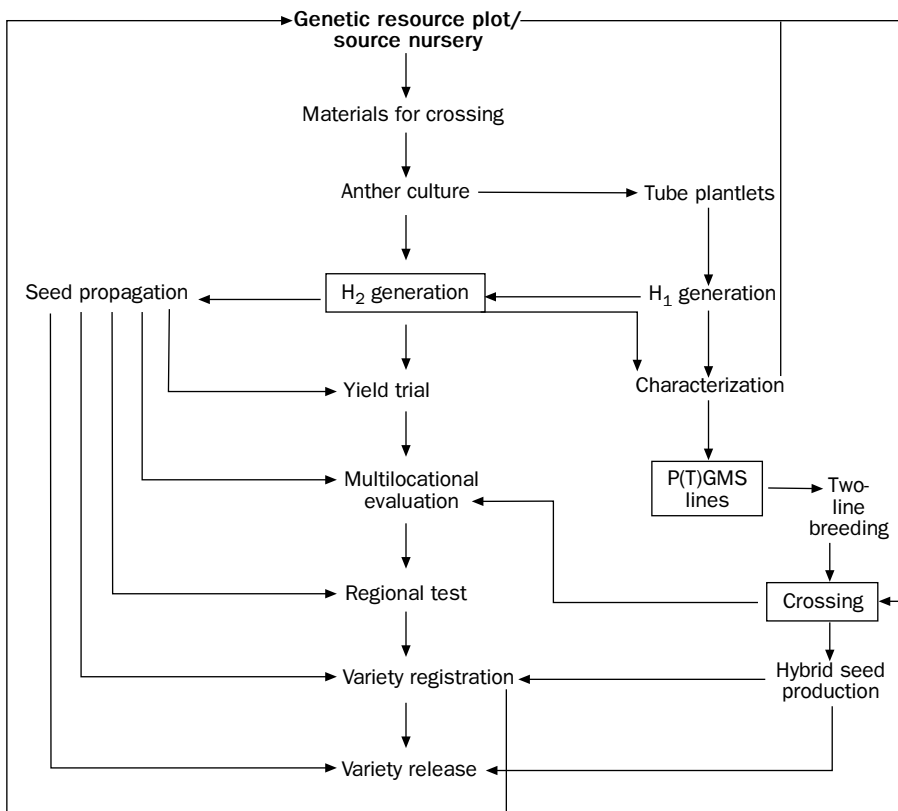 Genetic resource plot/
source nursery
Materials for crossing
Anther culture
Tube plantlets
Seed propagation
H₂ generation
H₁ generation
Yield trial
Characterization
Multilocational
evaluation
P(T)GMS
lines
Two-
line
breeding
Regional test
Crossing
Variety registration
Hybrid seed
production
Variety release